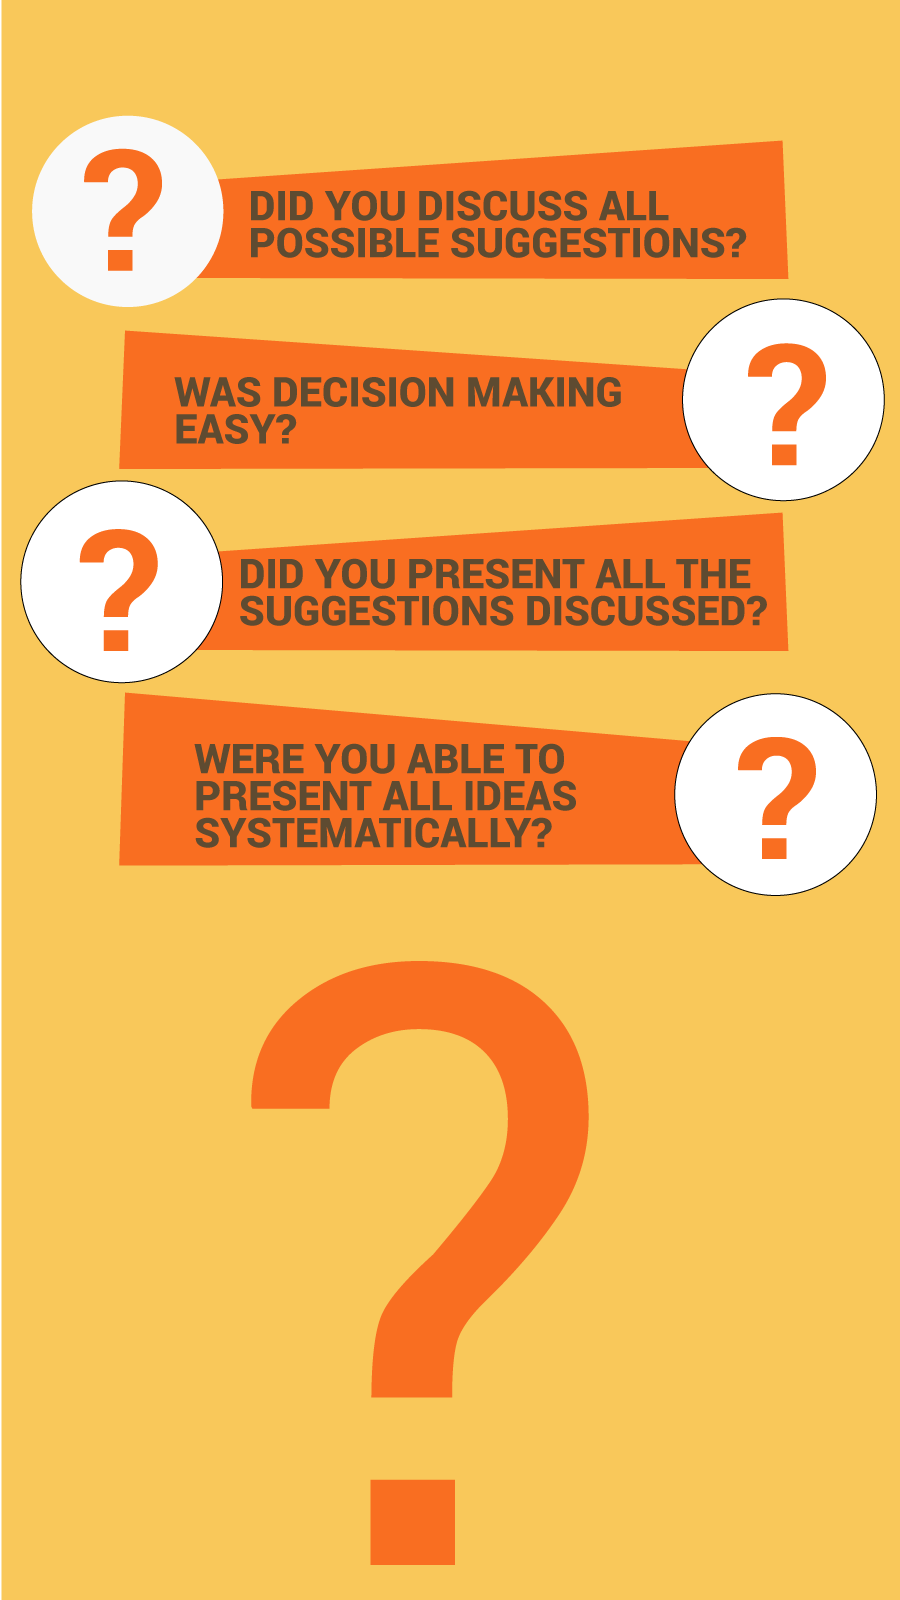 ?
DID YOU DISCUSS ALL
POSSIBLE SUGGESTIONS?
WAS DECISION MAKING
EASY?
?
?
DID YOU PRESENT ALL THE
SUGGESTIONS DISCUSSED?
WERE YOU ABLE TO
PRESENT ALL IDEAS
SYSTEMATICALLY?
?
?